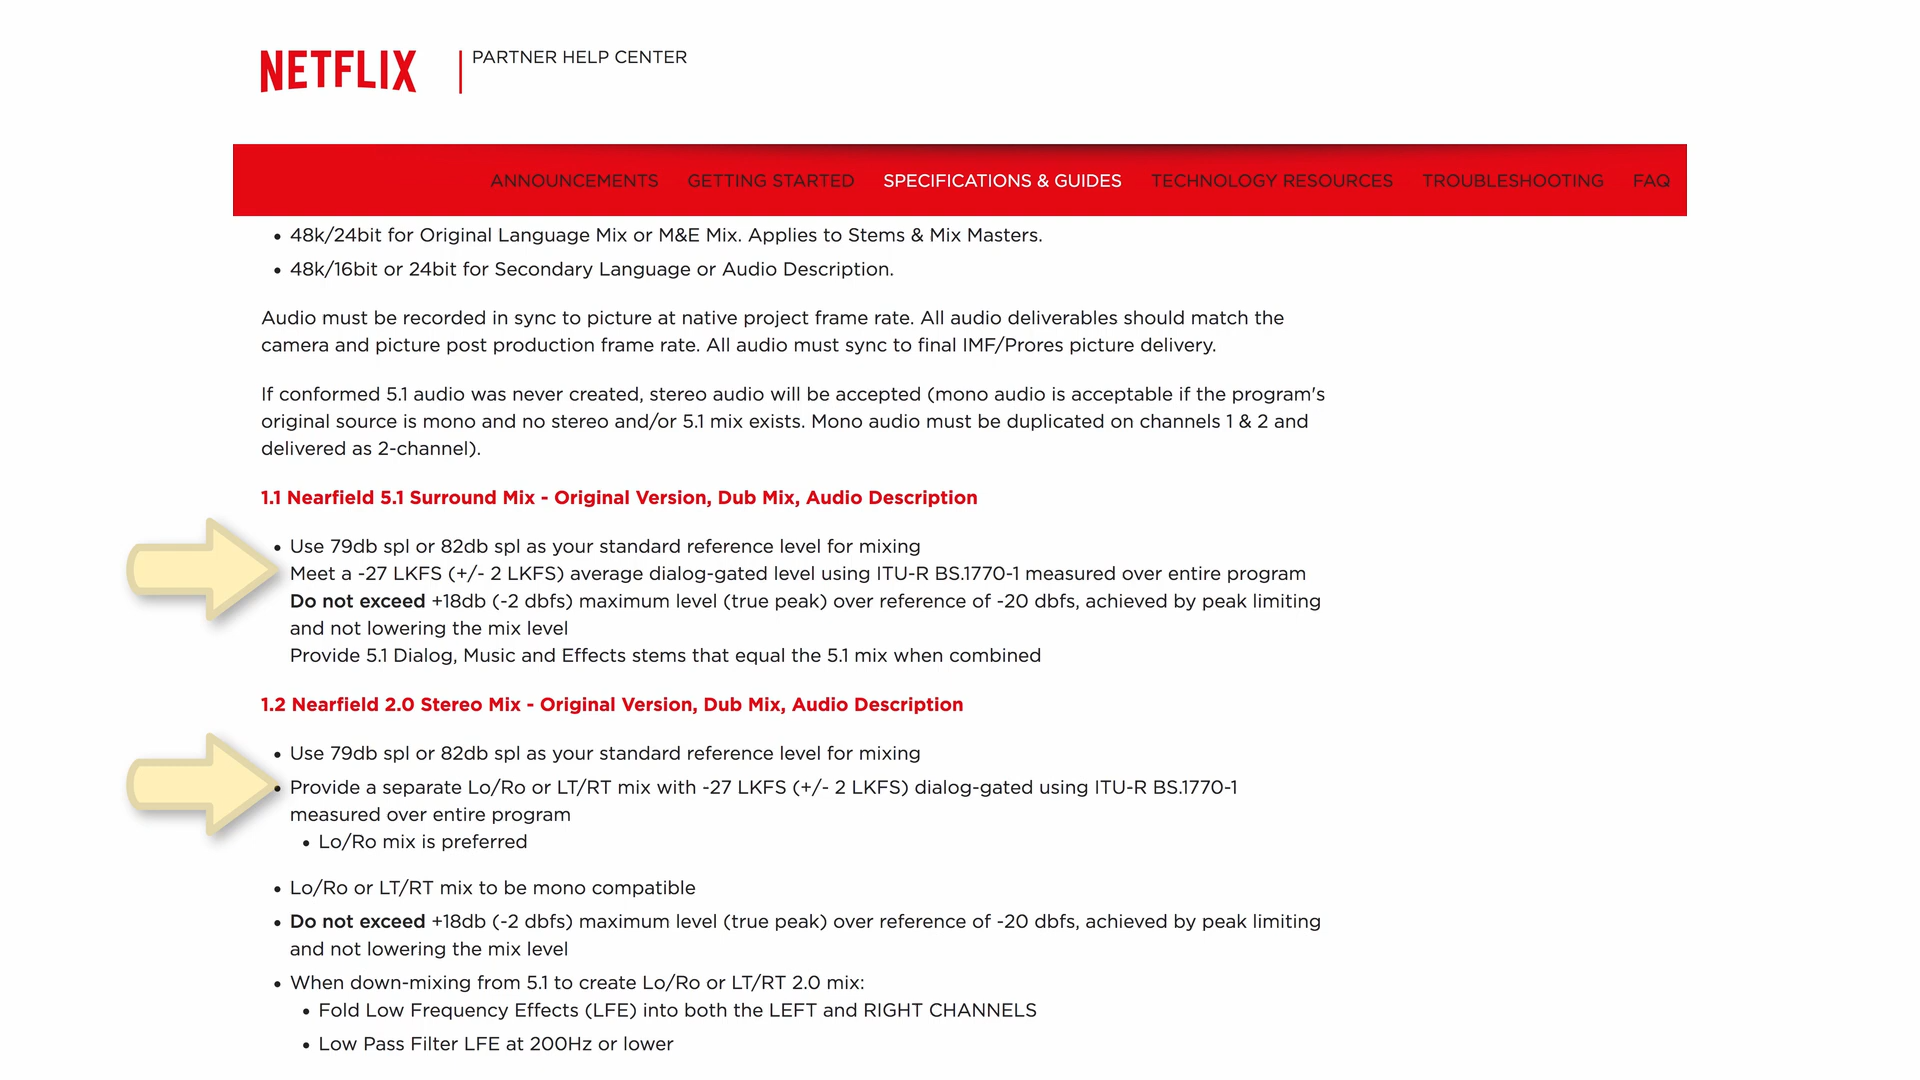 NETFLIX
PARTNER HELP CENTER
ANNOUNCEMENTS GETTING STARTED SPECIFICATIONS & GUIDES TECHNOLOGY RESOURCES TROUBLESHOOTING FAQ
• 48k/24bit for Original Language Mix or M&E Mix. Applies to Stems & Mix Masters.
• 48k/16bit or 24bit for Secondary Language or Audio Description.
Audio must be recorded in sync to picture at native project frame rate. All audio deliverables should match the
camera and picture post production frame rate. All audio must sync to final IMF/Prores picture delivery.
If conformed 5.1 audio was never created, stereo audio will be accepted (mono audio is acceptable if the program's
original source is mono and no stereo and/or 5.1 mix exists. Mono audio must be duplicated on channels 1 & 2 and
delivered as 2-channel).
1.1 Nearfield 5.1 Surround Mix - Original Version, Dub Mix, Audio Description
• Use 79db spl or 82db spl as your standard reference level for mixing
Meet a -27 LKFS (+/- 2 LKFS) average dialog-gated level using ITU-R BS.1770-1 measured over entire program
Do not exceed +18db (-2 dbfs) maximum level (true peak) over reference of -20 dbfs, achieved by peak limiting
and not lowering the mix level
Provide 5.1 Dialog, Music and Effects stems that equal the 5.1 mix when combined
1.2 Nearfield 2.0 Stereo Mix - Original Version, Dub Mix, Audio Description
• Use 79db spl or 82db spl as your standard reference level for mixing
• Provide a separate Lo/Ro or LT/RT mix with -27 LKFS (+/- 2 LKFS) dialog-gated using ITU-R BS.1770-1
measured over entire program
• Lo/Ro mix is preferred
• Lo/Ro or LT/RT mix to be mono compatible
• Do not exceed +18db (-2 dbfs) maximum level (true peak) over reference of -20 dbfs, achieved by peak limiting
and not lowering the mix level
• When down-mixing from 5.1 to create Lo/Ro or LT/RT 2.0 mix:
• Fold Low Frequency Effects (LFE) into both the LEFT and RIGHT CHANNELS
• Low Pass Filter LFE at 200Hz or lower